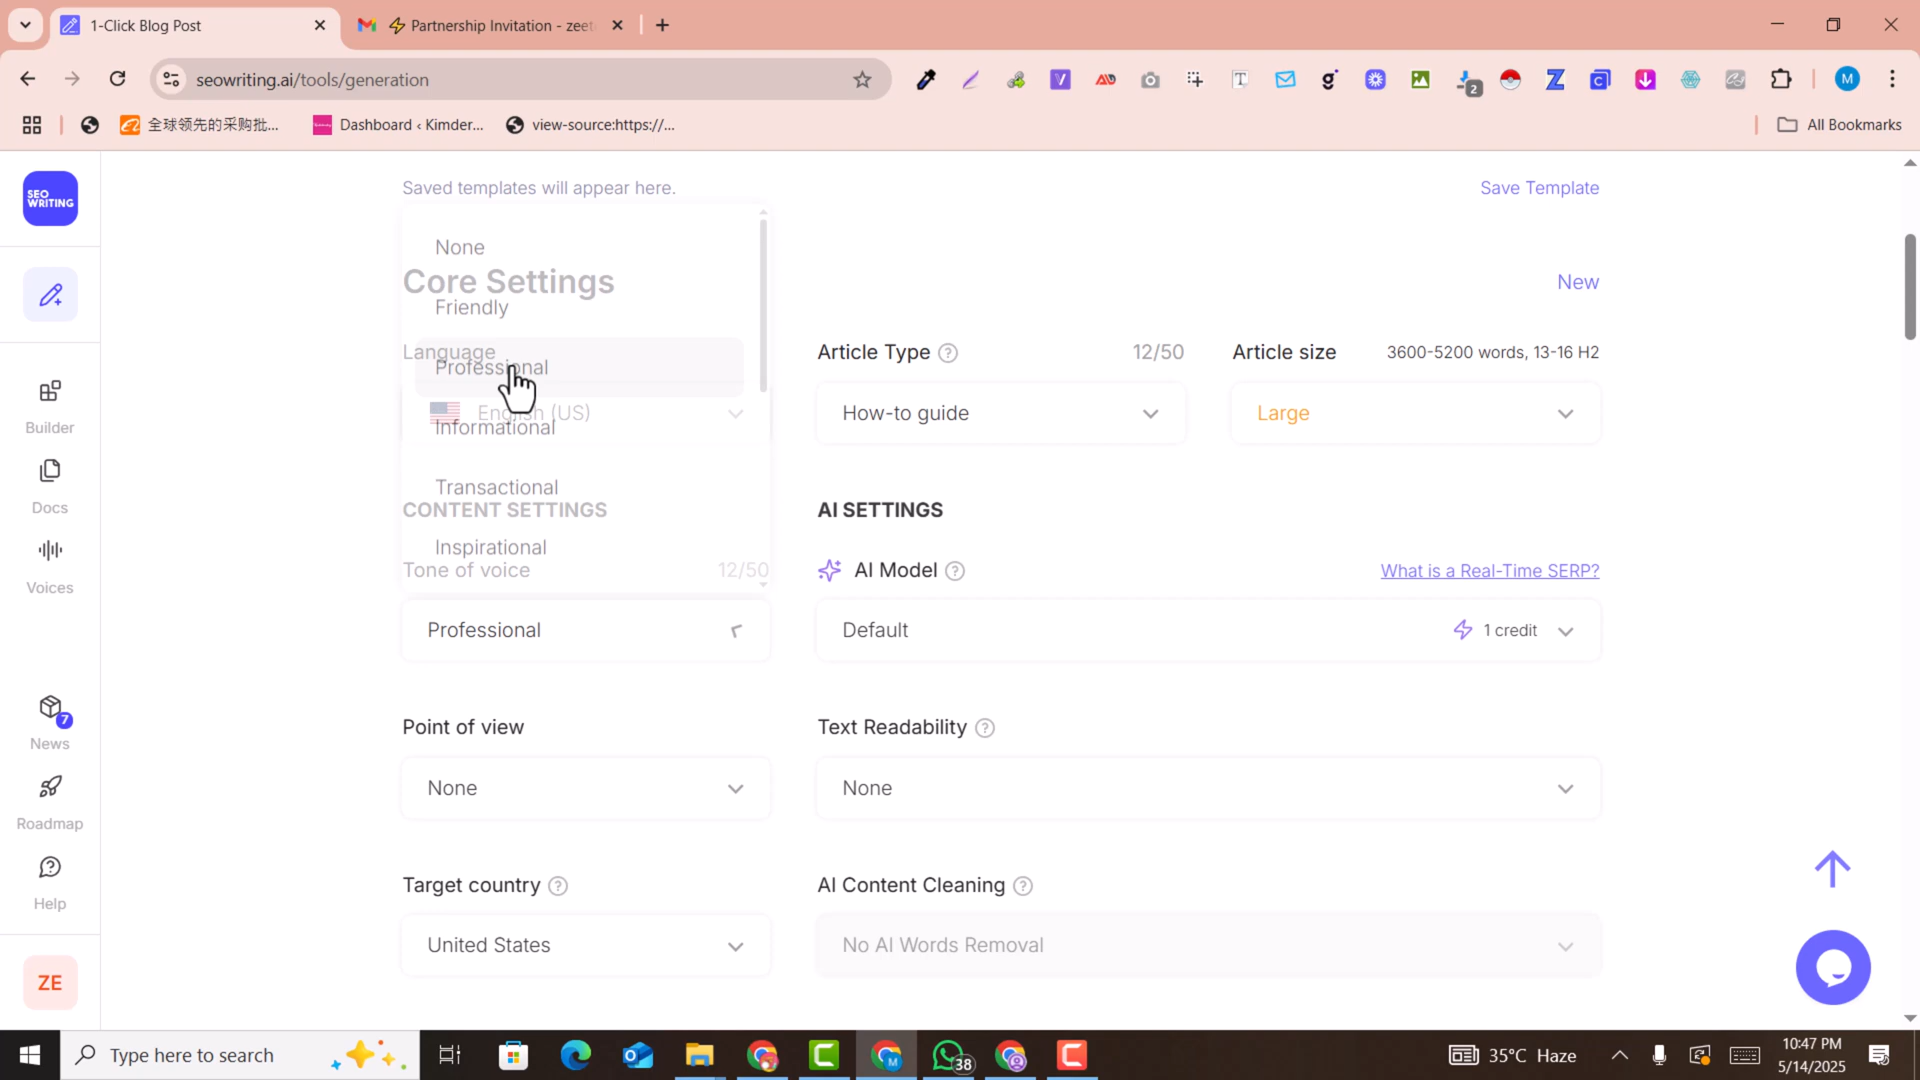 1-Click Blog Post
Partnership Invitation - zeet
seowriting.ai/tools/generation
2
M
全球领先的采购批...
Dashboard ‹ Kimder...
view-source:https://...
All Bookmarks
SEO
WRITING
Builder
Docs
Voices
7
News
Roadmap
Help
ZE
Saved templates will appear here.
Save Template
None
Core Settings
New
Friendly
Language
Article Type
12/50
Article size
3600-5200 words, 13-16 H2
Professional
English (US)
How-to guide
Large
Informational
Transactional
CONTENT SETTINGS
AI SETTINGS
Inspirational
Tone of voice
12/50
AI Model
What is a Real-Time SERP?
Professional
Default
1 credit
Point of view
Text Readability
None
None
Target country
AI Content Cleaning
United States
No AI Words Removal
Type here to search
38
35°C Haze
10:47 PM
5/14/2025